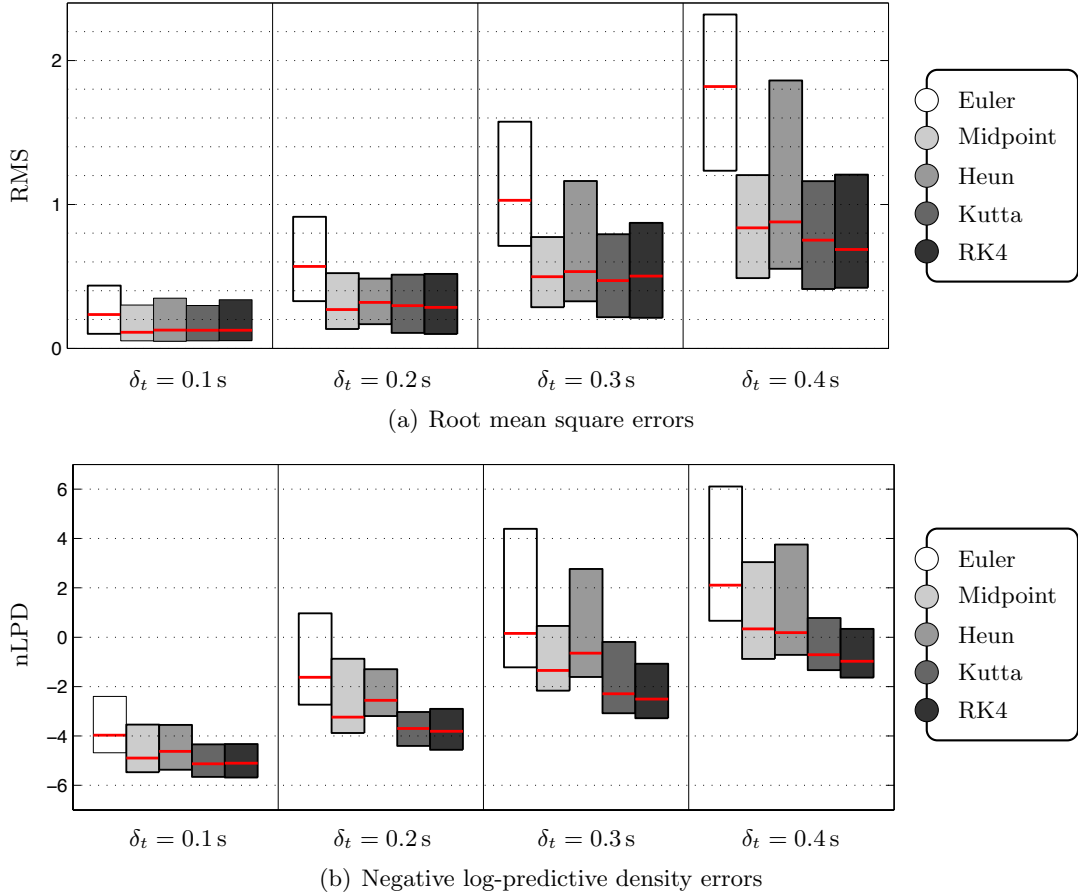 2
1
0
RMS
Euler
Midpoint
Heun
Kutta
RK4
δt = 0.1 s
δt = 0.2 s
δt = 0.3 s
δt = 0.4 s
(a) Root mean square errors
6
4
2
0
−2
−4
−6
nLPD
Euler
Midpoint
Heun
Kutta
RK4
δt = 0.1 s
δt = 0.2 s
δt = 0.3 s
δt = 0.4 s
(b) Negative log-predictive density errors